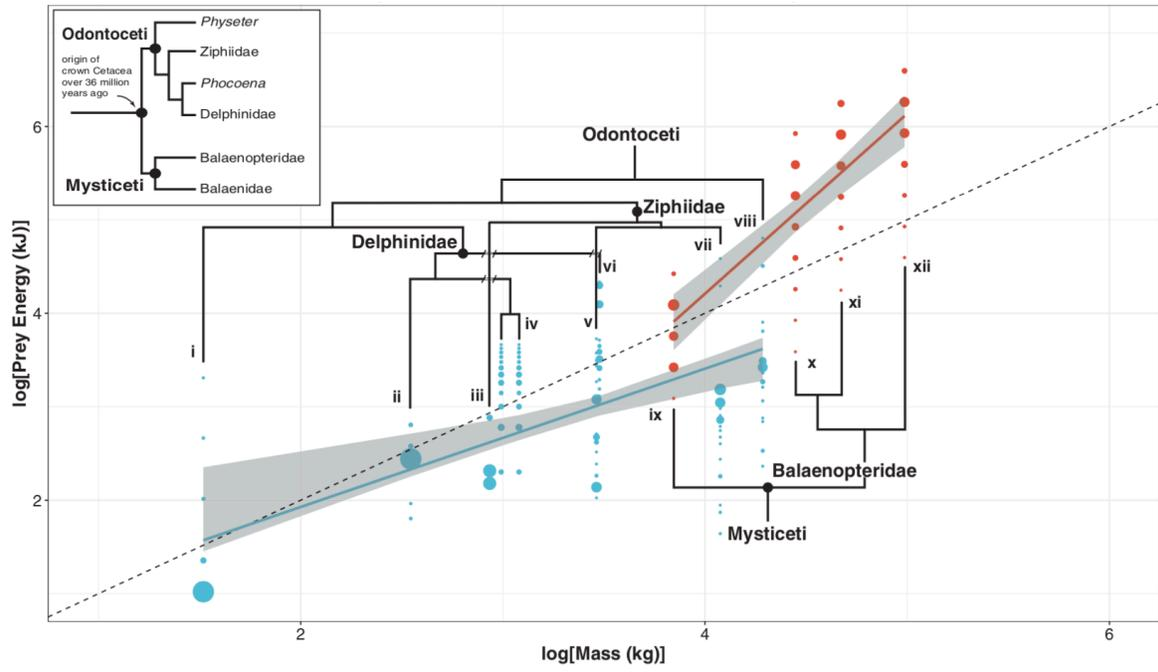 Physeter
Odontoceti
Ziphiidae
origin of
crown Cetacea
over 36 million
years ago
Phocoena
Delphinidae
Balaenopteridae
Mysticeti
Balaenidae
Odontoceti
Ziphiidae
viii
Delphinidae
vii
vi
xii
xi
iv
v
i
x
ii
iii
ix
Balaenopteridae
Mysticeti
log[Prey Energy (kJ)]
6
4
2
2
4
6
log[Mass (kg)]